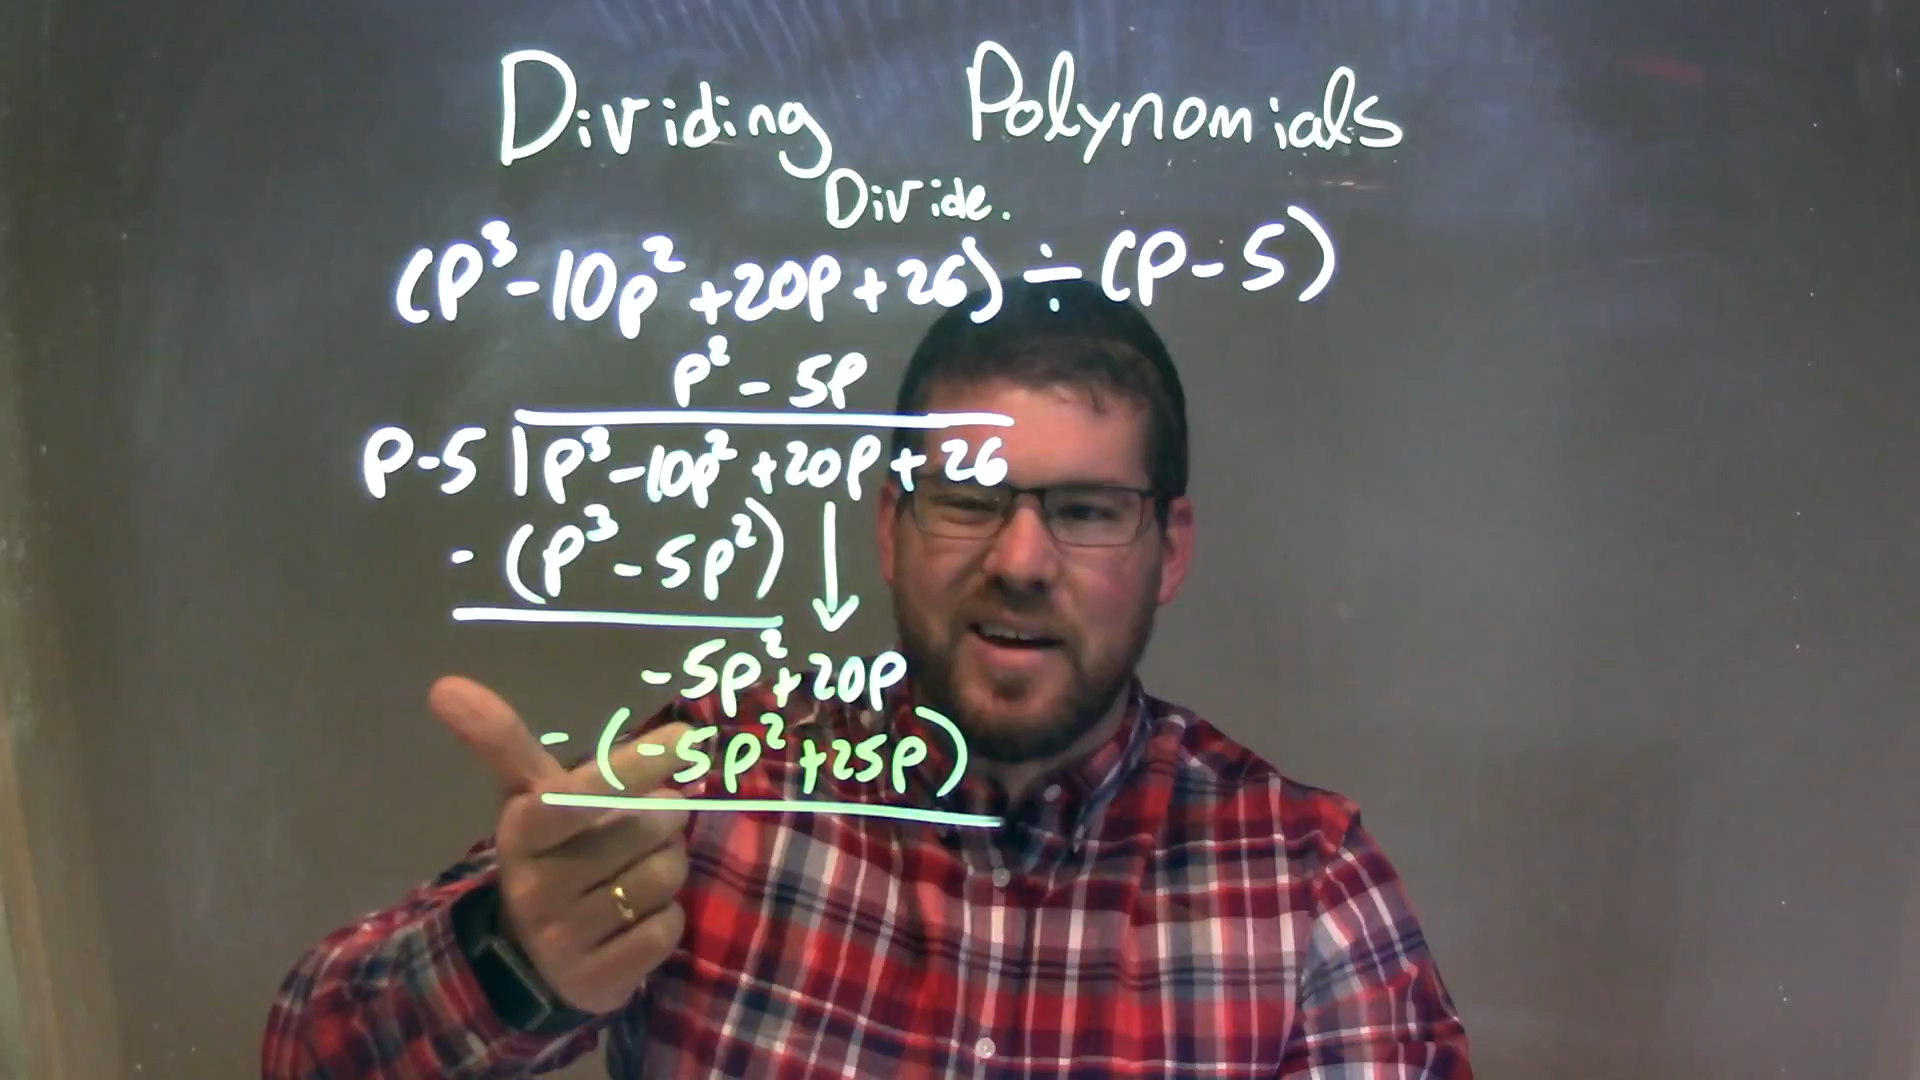 Dividing Polynomials
Divide.
(p³-10p²+20p+26)÷(p-5)
p²-5p
p-5|p³-10p²+20p+26
-(p³-5p²)
-5p²+20p
-(-5p²+25p)